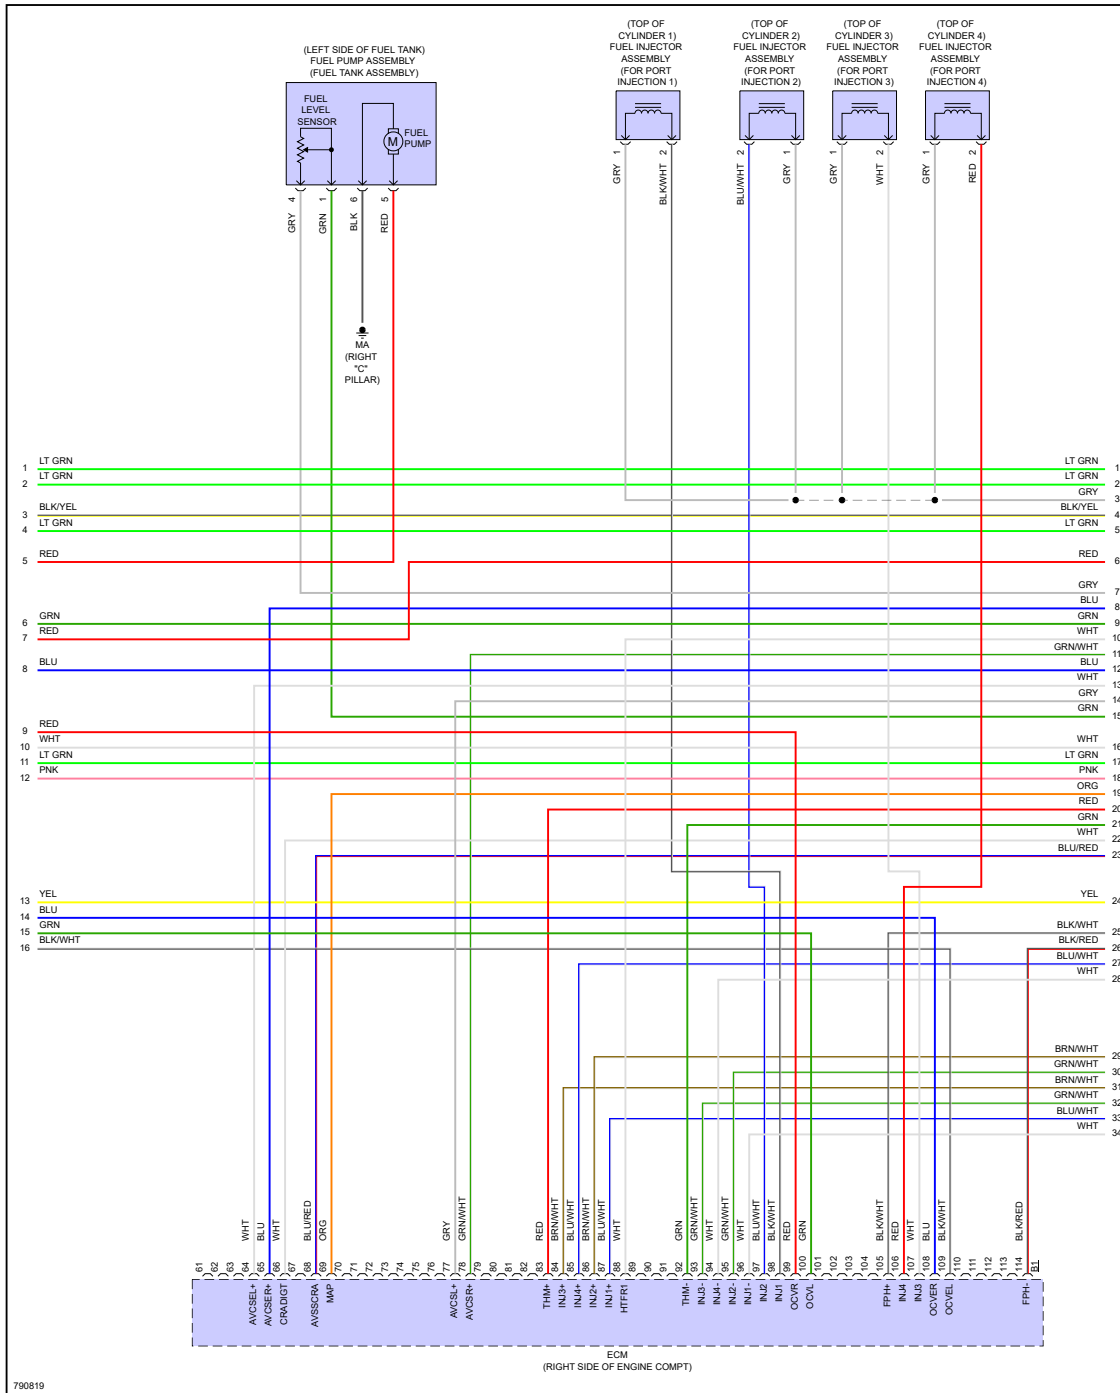 (LEFT SIDE OF FUEL TANK)
FUEL PUMP ASSEMBLY
(FUEL TANK ASSEMBLY)
FUEL
LEVEL
SENSOR
M
FUEL
PUMP
4
GRY
1
GRN
6
BLK
5
RED
MA
(RIGHT
"C"
PILLAR)
(TOP OF
CYLINDER 1)
FUEL INJECTOR
ASSEMBLY
(FOR PORT
INJECTION 1)
1
GRY
2
BLK/WHT
(TOP OF
CYLINDER 2)
FUEL INJECTOR
ASSEMBLY
(FOR PORT
INJECTION 2)
2
BLU/WHT
1
GRY
(TOP OF
CYLINDER 3)
FUEL INJECTOR
ASSEMBLY
(FOR PORT
INJECTION 3)
1
GRY
2
WHT
(TOP OF
CYLINDER 4)
FUEL INJECTOR
ASSEMBLY
(FOR PORT
INJECTION 4)
1
GRY
2
RED
1 LT GRN
2 LT GRN
3 BLK/YEL
4 LT GRN
5 RED
6 GRN
7 RED
8 BLU
9 RED
10 WHT
11 LT GRN
12 PNK
13 YEL
14 BLU
15 GRN
16 BLK/WHT
LT GRN 1
LT GRN 2
GRY 3
BLK/YEL 4
LT GRN 5
RED 6
GRY 7
BLU 8
GRN 9
WHT 10
GRN/WHT 11
BLU 12
WHT 13
GRY 14
GRN 15
WHT 16
LT GRN 17
PNK 18
ORG 19
RED 20
GRN 21
WHT 22
BLU/RED 23
YEL 24
BLK/WHT 25
BLK/RED 26
BLU/WHT 27
WHT 28
BRN/WHT 29
GRN/WHT 30
BRN/WHT 31
GRN/WHT 32
BLU/WHT 33
WHT 34
WHT
BLU
WHT
BLU/RED
ORG
GRY
GRN/WHT
RED
BRN/WHT
BLU/WHT
BRN/WHT
BLU/WHT
WHT
GRN
GRN/WHT
WHT
GRN/WHT
WHT
BLU/WHT
BLK/WHT
RED
GRN
BLK/WHT
RED
WHT
BLU
BLK/WHT
BLK/RED
61 62 63 64 65 66 67 68 69 70 71 72 73 74 75 76 77 78 79 80 81 82 83 84 85 86 87 88 89 90 91 92 93 94 95 96 97 98 99 100 101 102 103 104 105 106 107 108 109 110 111 112 113 114 B1
AVCSEL+
AVCSER+
CRADIGT
AVSSCRA
MAP
AVCSL+
AVCSR+
THM+
INJ3+
INJ4+
INJ2+
INJ1+
HTFR1
THM-
INJ3-
INJ4-
INJ2-
INJ1-
INJ2
INJ1
OCVR
OCVL
FPH+
INJ4
INJ3
OCVER
OCVEL
FPH-
ECM
(RIGHT SIDE OF ENGINE COMPT)
790819